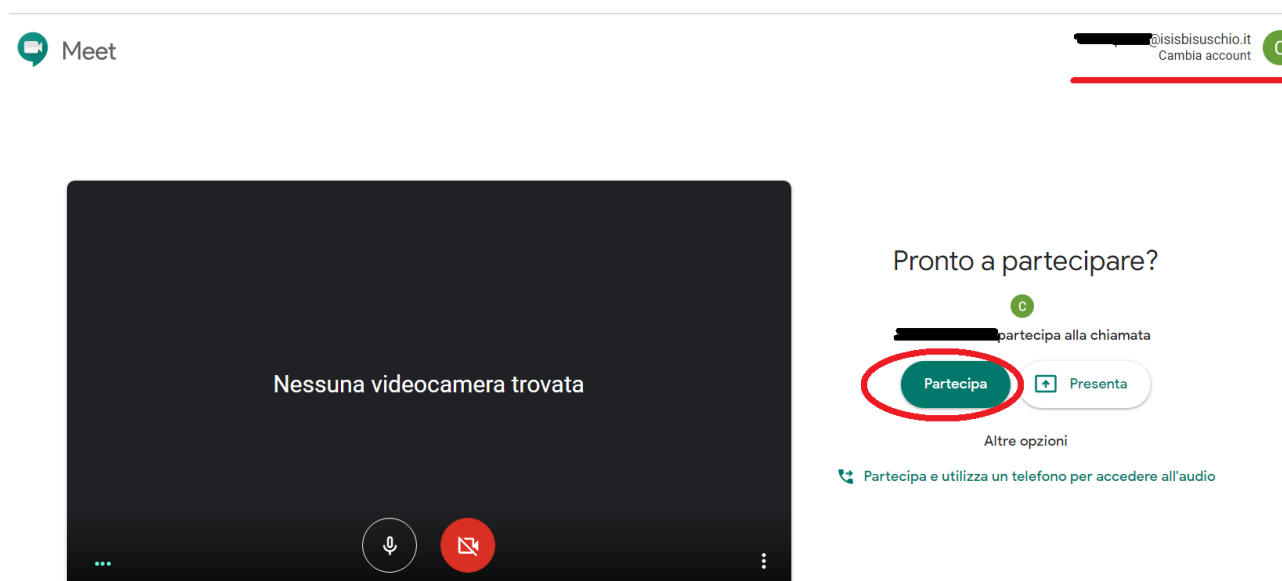 Meet
@isisbisuschio.it
Cambia account
C
Nessuna videocamera trovata
Pronto a partecipare?
C
partecipa alla chiamata
Partecipa
Presenta
Altre opzioni
Partecipa e utilizza un telefono per accedere all'audio